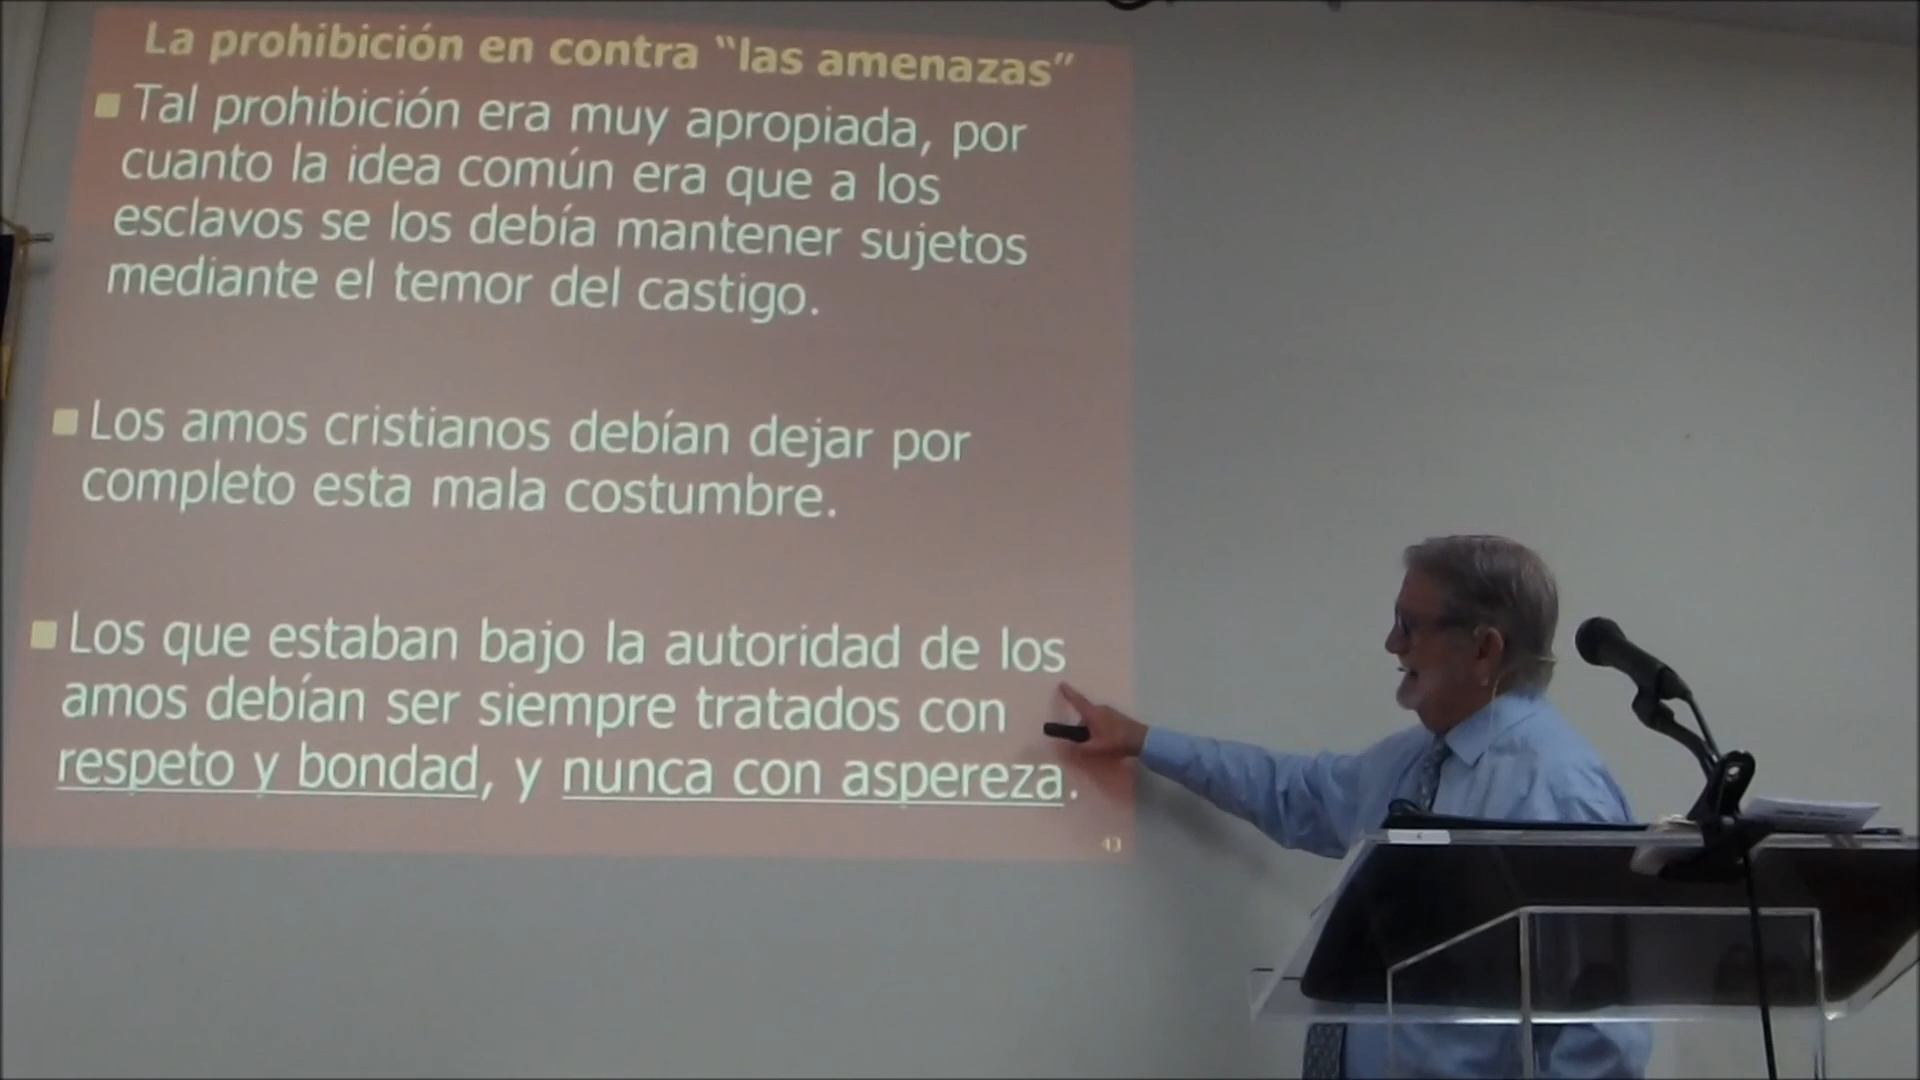 La prohibición en contra “las amenazas”
Tal prohibición era muy apropiada, por
cuanto la idea común era que a los
esclavos se los debía mantener sujetos
mediante el temor del castigo.
Los amos cristianos debían dejar por
completo esta mala costumbre.
Los que estaban bajo la autoridad de los
amos debían ser siempre tratados con
respeto y bondad, y nunca con aspereza.
43